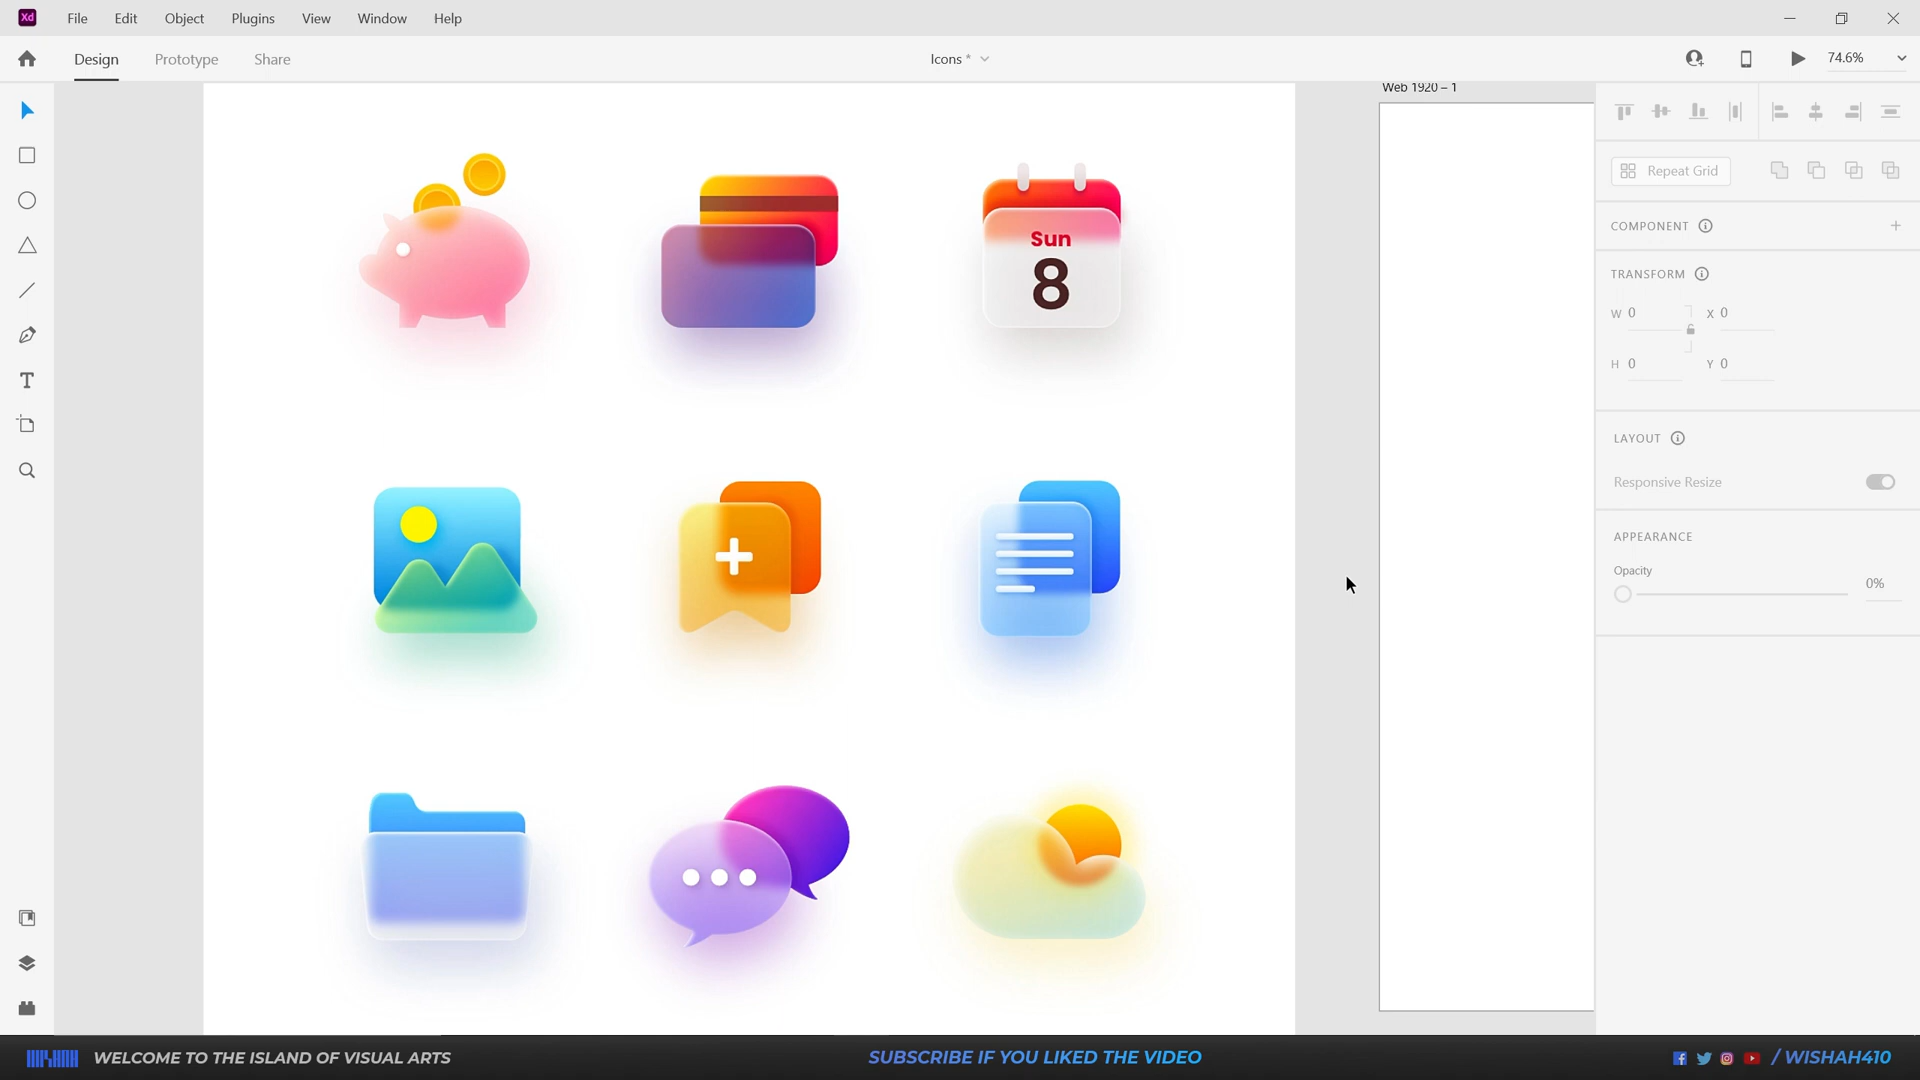 Xd File Edit Object Plugins View Window Help
Design Prototype Share Icons * 74.6%
Web 1920 – 1
Repeat Grid
COMPONENT
TRANSFORM
W 0 X 0
H 0 Y 0
LAYOUT
Responsive Resize
APPEARANCE
Opacity
0%
Sun
8
WELCOME TO THE ISLAND OF VISUAL ARTS SUBSCRIBE IF YOU LIKED THE VIDEO / WISHAH410